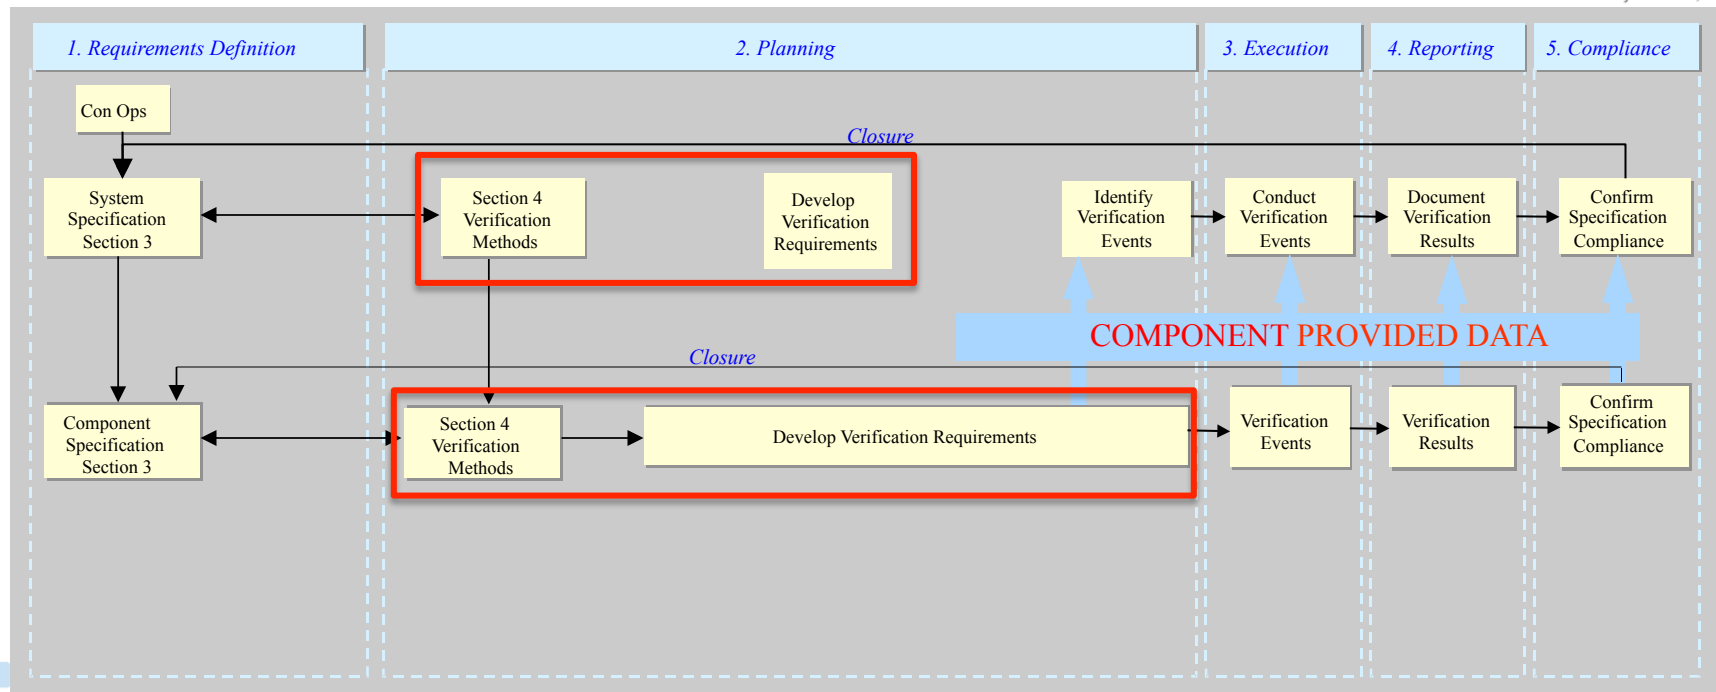 1. Requirements Definition
2. Planning
3. Execution
4. Reporting
5. Compliance
Con Ops
Closure
System
Specification
Section 3
Section 4
Verification
Methods
Develop
Verification
Requirements
Identify
Verification
Events
Conduct
Verification
Events
Document
Verification
Results
Confirm
Specification
Compliance
COMPONENT PROVIDED DATA
Closure
Component
Specification
Section 3
Section 4
Verification
Methods
Develop Verification Requirements
Verification
Events
Verification
Results
Confirm
Specification
Compliance